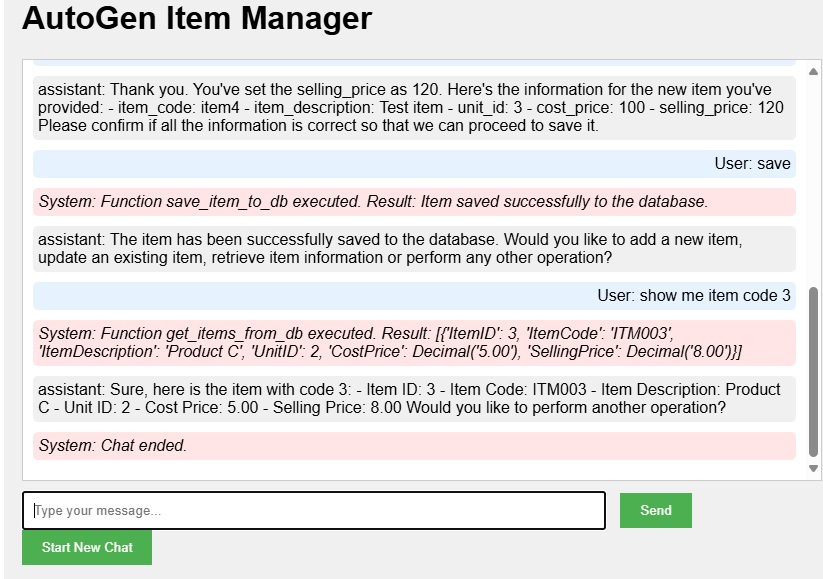 AutoGen Item Manager
assistant: Thank you. You've set the selling_price as 120. Here's the information for the new item you've
provided: - item_code: item4 - item_description: Test item - unit_id: 3 - cost_price: 100 - selling_price: 120
Please confirm if all the information is correct so that we can proceed to save it.
User: save
System: Function save_item_to_db executed. Result: Item saved successfully to the database.
assistant: The item has been successfully saved to the database. Would you like to add a new item,
update an existing item, retrieve item information or perform any other operation?
User: show me item code 3
System: Function get_items_from_db executed. Result: [{'ItemID': 3, 'ItemCode': 'ITM003',
'ItemDescription': 'Product C', 'UnitID': 2, 'CostPrice': Decimal('5.00'), 'SellingPrice': Decimal('8.00')}]
assistant: Sure, here is the item with code 3: - Item ID: 3 - Item Code: ITM003 - Item Description: Product
C - Unit ID: 2 - Cost Price: 5.00 - Selling Price: 8.00 Would you like to perform another operation?
System: Chat ended.
Type your message...
Send
Start New Chat